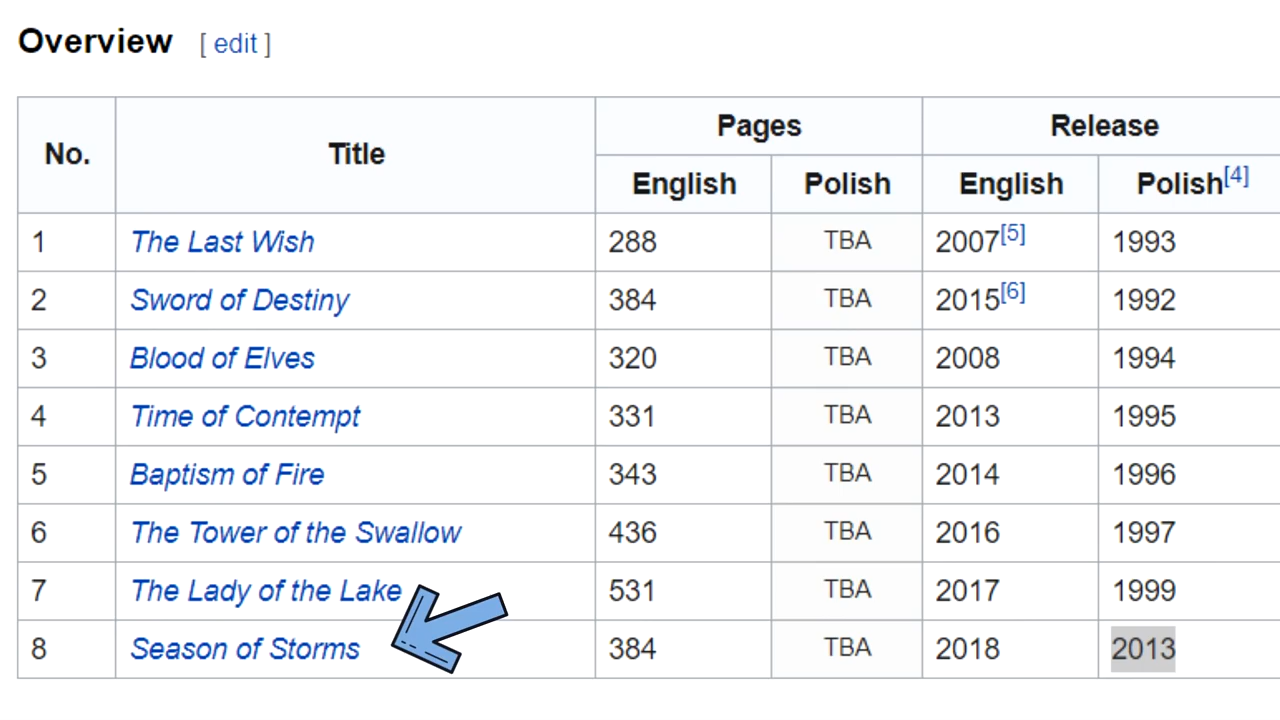 Overview [ edit ]
Pages Release
No. Title
English Polish English Polish[4]
1 The Last Wish 288 TBA 2007[5] 1993
2 Sword of Destiny 384 TBA 2015[6] 1992
3 Blood of Elves 320 TBA 2008 1994
4 Time of Contempt 331 TBA 2013 1995
5 Baptism of Fire 343 TBA 2014 1996
6 The Tower of the Swallow 436 TBA 2016 1997
7 The Lady of the Lake 531 TBA 2017 1999
8 Season of Storms 384 TBA 2018 2013